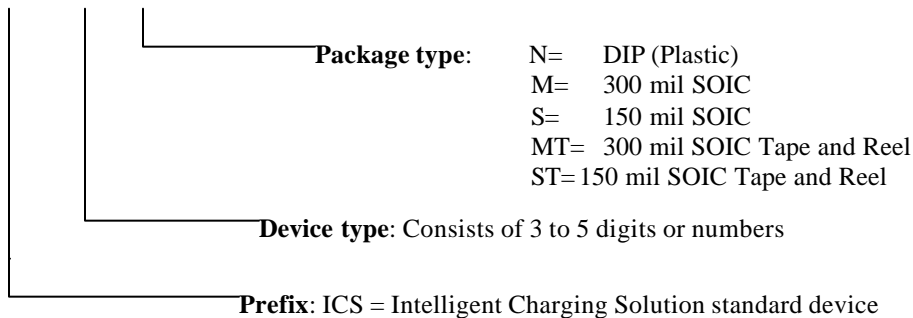 Package type: N= DIP (Plastic)
M= 300 mil SOIC
S= 150 mil SOIC
MT= 300 mil SOIC Tape and Reel
ST= 150 mil SOIC Tape and Reel
Device type: Consists of 3 to 5 digits or numbers
Prefix: ICS = Intelligent Charging Solution standard device